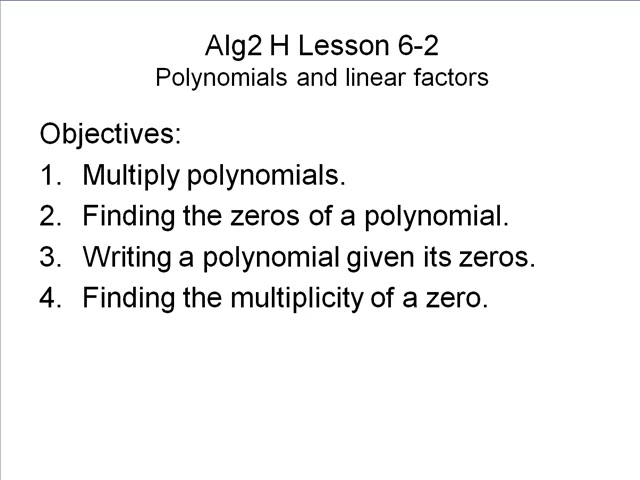 Alg2 H Lesson 6-2
Polynomials and linear factors
Objectives:
1. Multiply polynomials.
2. Finding the zeros of a polynomial.
3. Writing a polynomial given its zeros.
4. Finding the multiplicity of a zero.